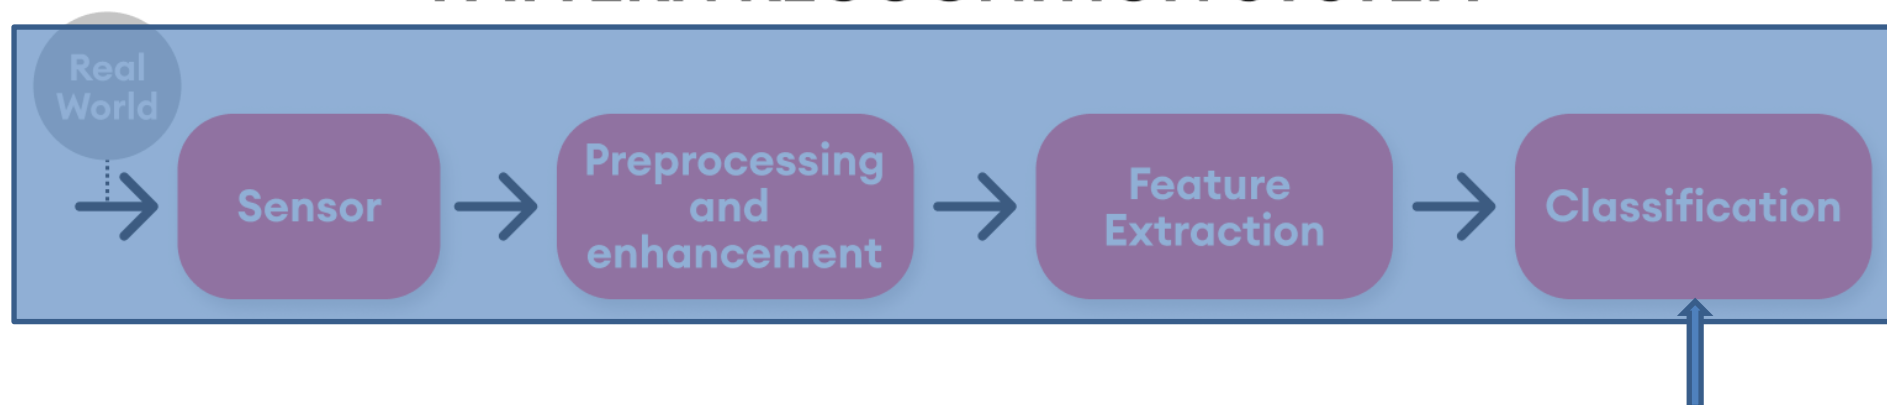 Real
World
Sensor
Preprocessing
and
enhancement
Feature
Extraction
Classification